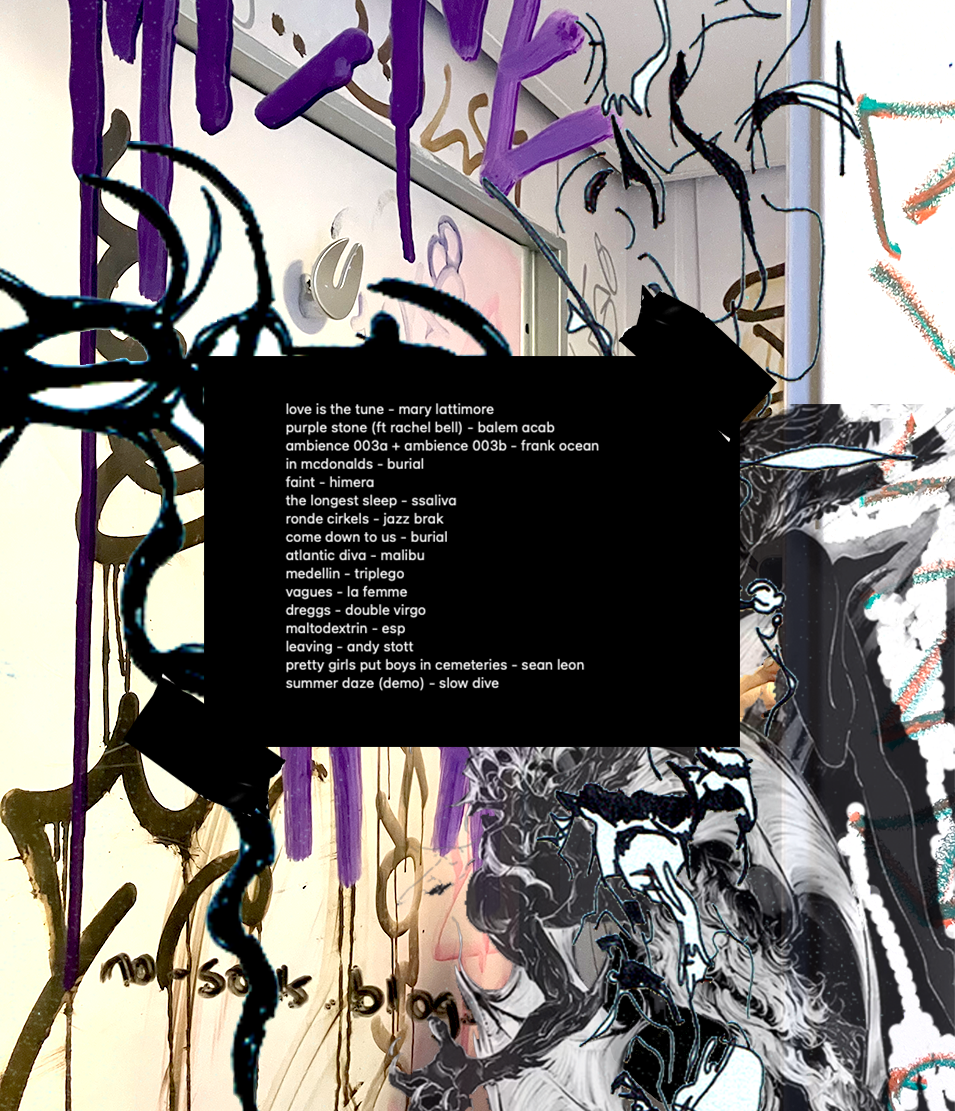 love is the tune - mary lattimore
purple stone (ft rachel bell) - balem acab
ambience 003a + ambience 003b - frank ocean
in mcdonalds - burial
faint - himera
the longest sleep - ssaliva
ronde cirkels - jazz brak
come down to us - burial
atlantic diva - malibu
medellin - triplego
vagues - la femme
dreggs - double virgo
maltodextrin - esp
leaving - andy stott
pretty girls put boys in cemeteries - sean leon
summer daze (demo) - slow dive